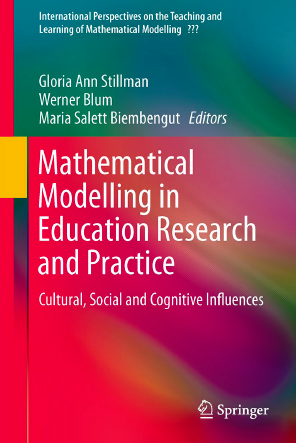 International Perspectives on the Teaching and
Learning of Mathematical Modelling ???
Gloria Ann Stillman
Werner Blum
Maria Salett Biembengut Editors
Mathematical
Modelling in
Education Research
and Practice
Cultural, Social and Cognitive Influences
Springer